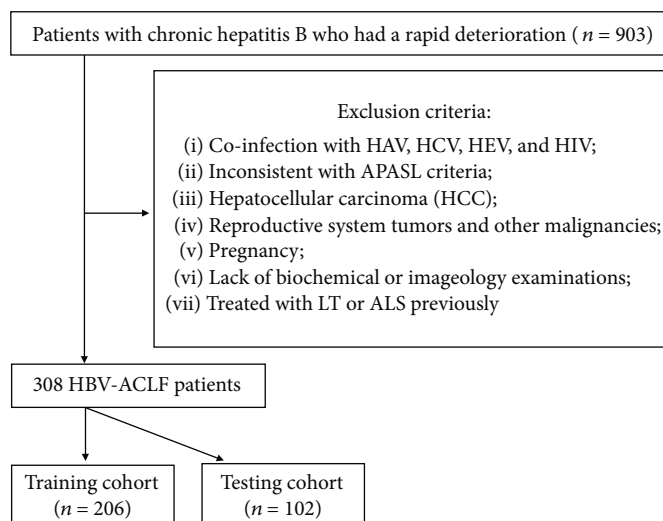 Patients with chronic hepatitis B who had a rapid deterioration (n = 903)
Exclusion criteria:
(i) Co-infection with HAV, HCV, HEV, and HIV;
(ii) Inconsistent with APASL criteria;
(iii) Hepatocellular carcinoma (HCC);
(iv) Reproductive system tumors and other malignancies;
(v) Pregnancy;
(vi) Lack of biochemical or imageology examinations;
(vii) Treated with LT or ALS previously
308 HBV-ACLF patients
Training cohort
(n = 206)
Testing cohort
(n = 102)